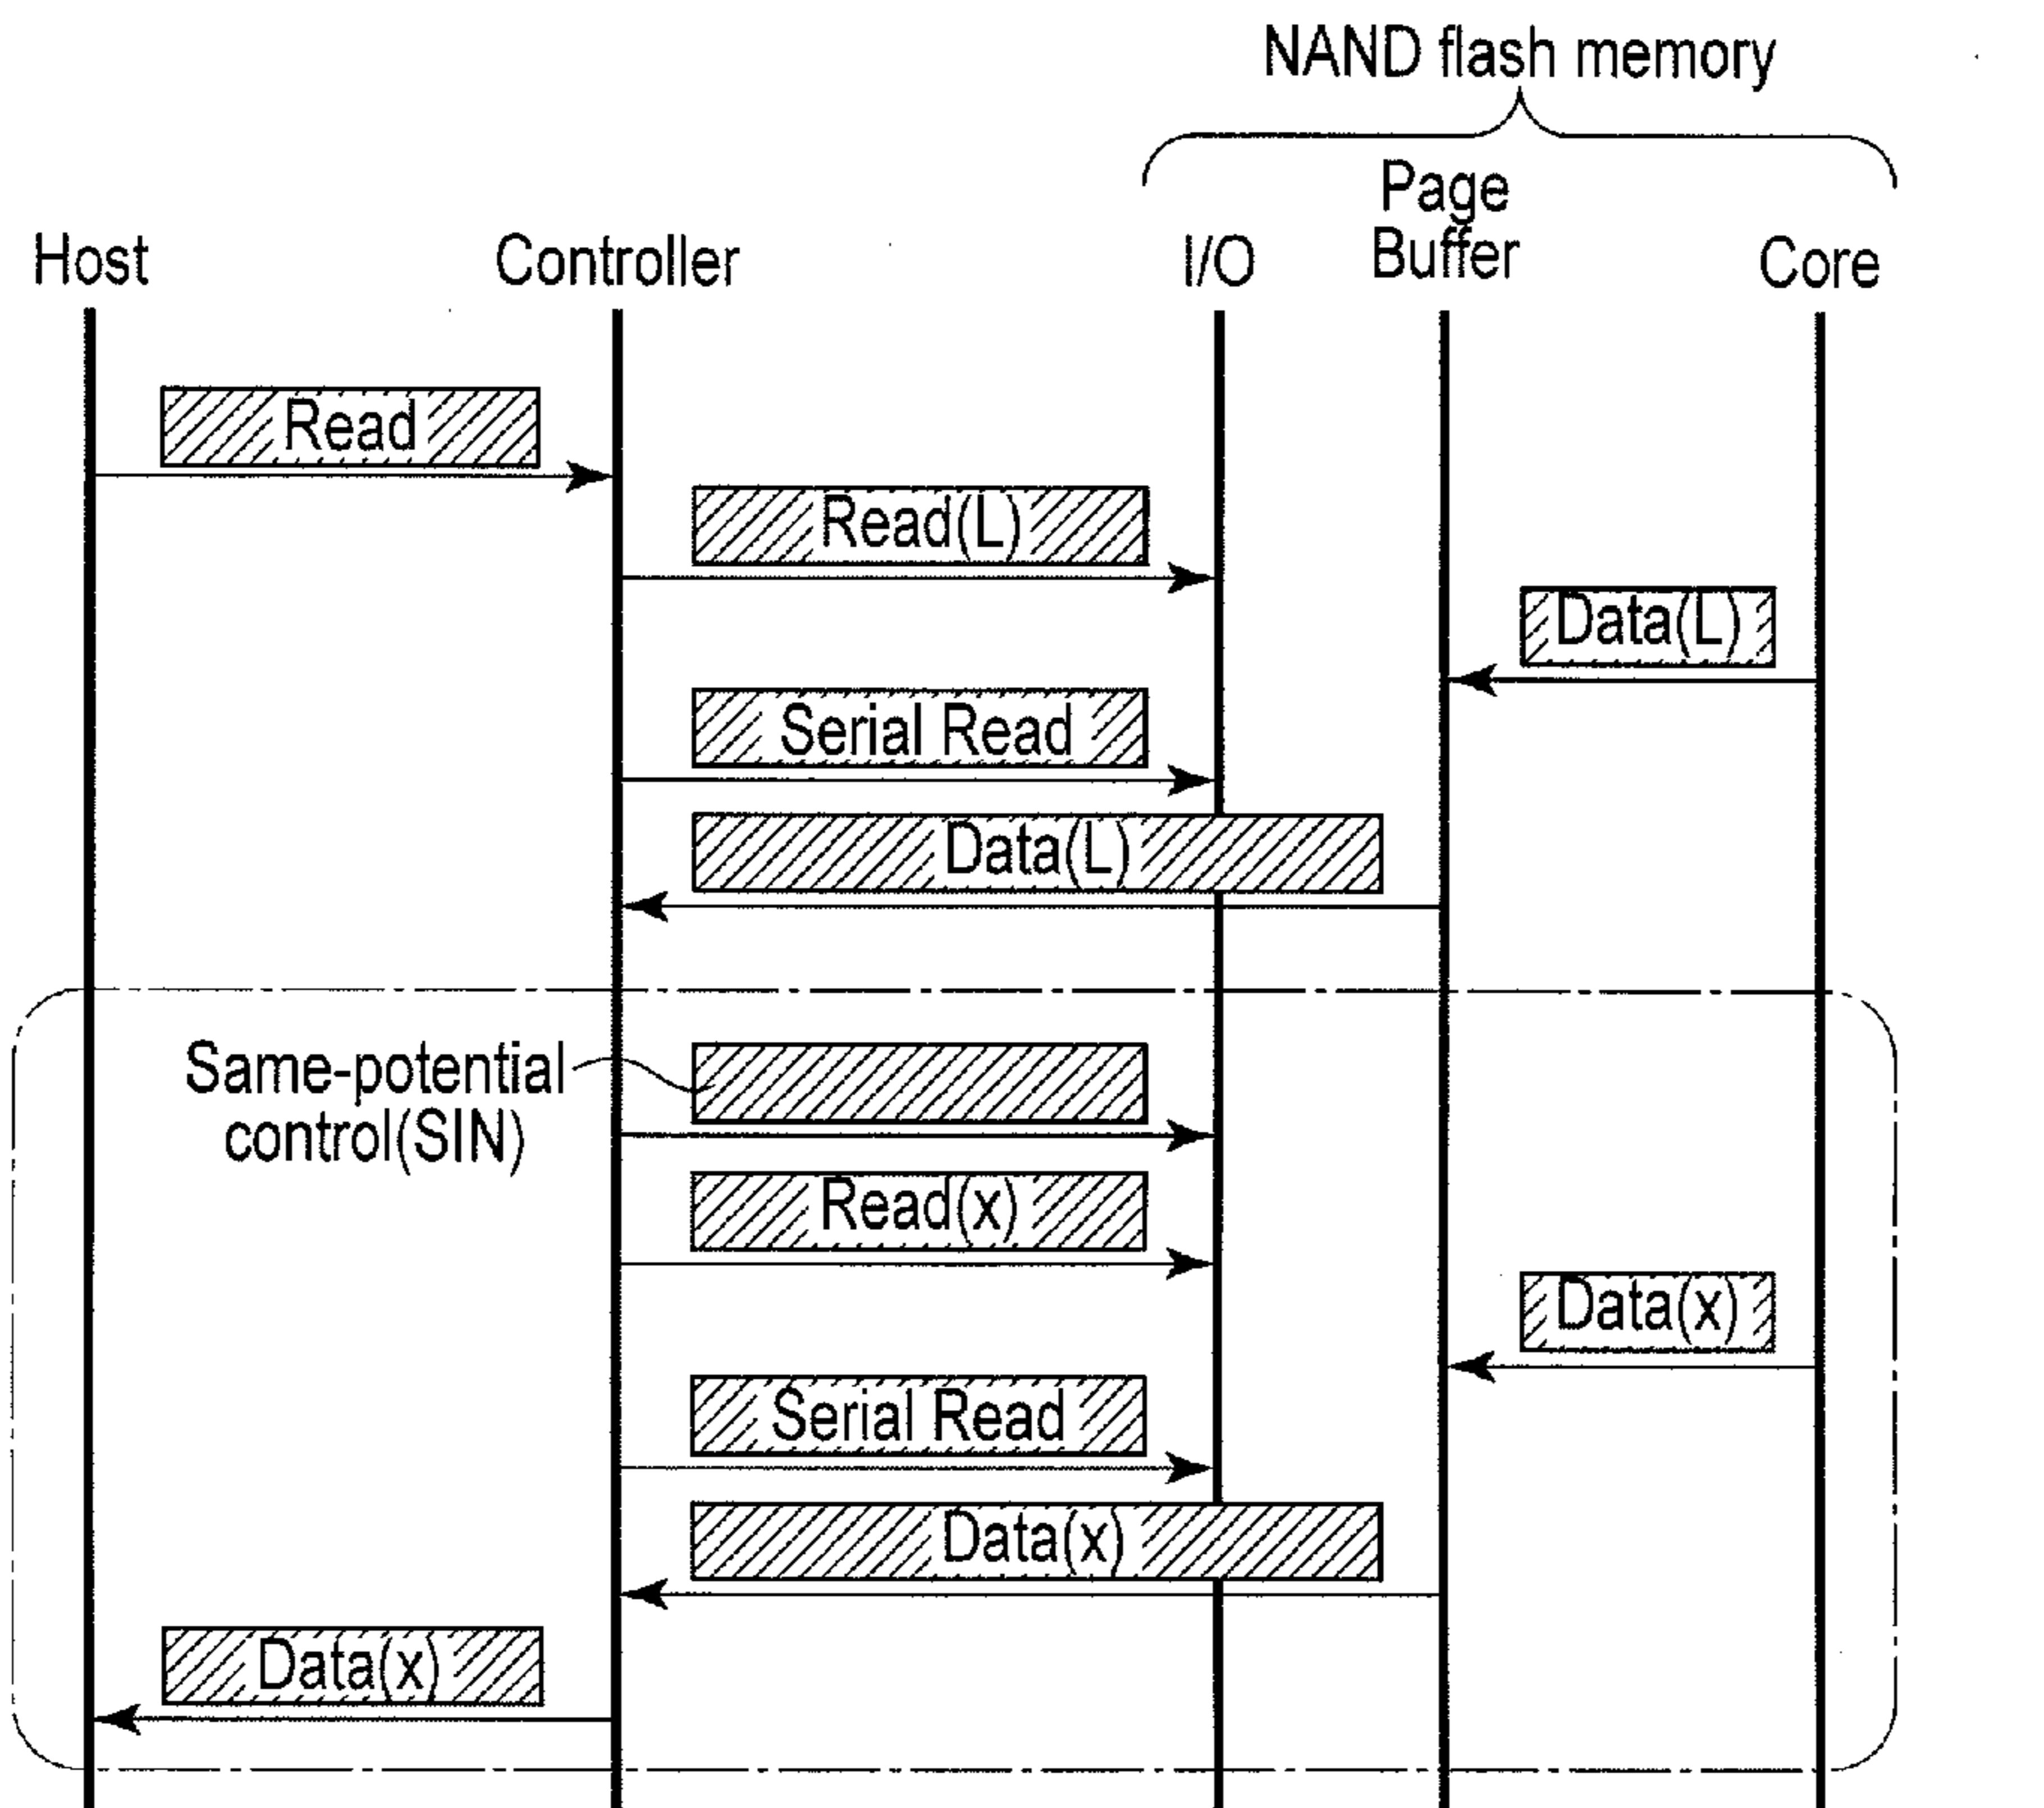 NAND flash memory
Host
Controller
I/O
Page
Buffer
Core
Read
Read(L)
Data(L)
Serial Read
Data(L)
Same-potential
control(SIN)
Read(x)
Data(x)
Serial Read
Data(x)
Data(x)